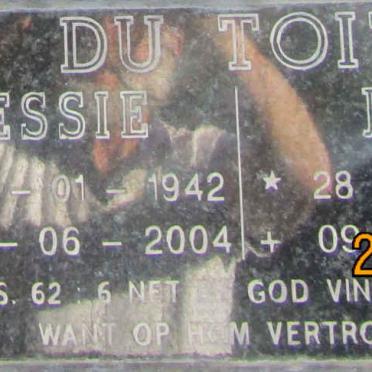 DU TOIT
ESSIE
- 01 - 1942 * 28
- 06 - 2004 + 09
S. 62 : 6 NET GOD VIN
WANT OP HOM VERTRO
2